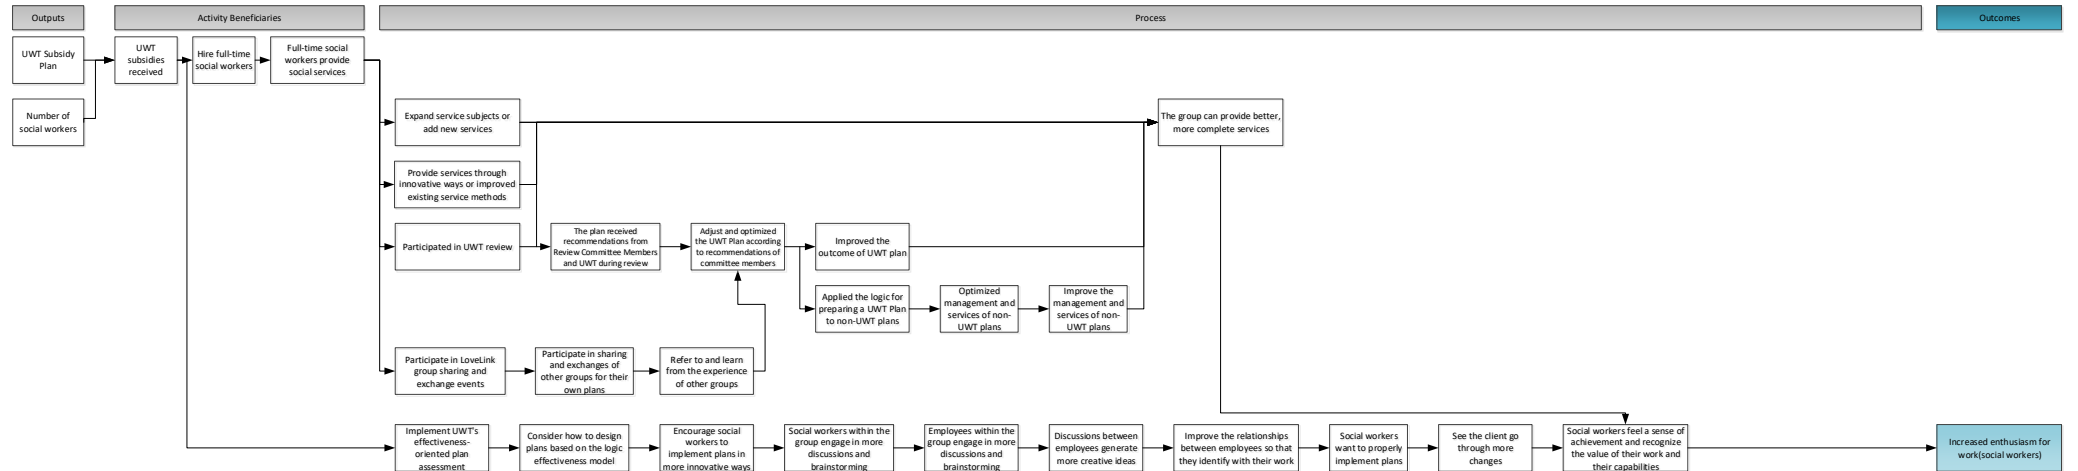 Outputs
Activity Beneficiaries
Process
Outcomes
UWT Subsidy
Plan
UWT
subsidies
received
Hire full-time
social workers
Full-time social
workers provide
social services
Number of
social workers
Expand service subjects or
add new services
The group can provide better,
more complete services
Provide services through
innovative ways or improved
existing service methods
Participated in UWT review
The plan received
recommendations from
Review Committee Members
and UWT during review
Adjust and optimized
the UWT Plan according
to recommendations of
committee members
Improved the
outcome of UWT plan
Applied the logic for
preparing a UWT Plan
to non-UWT plans
Optimized
management and
services of non-
UWT plans
Improve the
management and
services of non-
UWT plans
Participate in LoveLink
group sharing and
exchange events
Participate in sharing
and exchanges of
other groups for their
own plans
Refer to and learn
from the experience
of other groups
Implement UWT's
effectiveness-
oriented plan
assessment
Consider how to design
plans based on the logic
effectiveness model
Encourage social
workers to
implement plans in
more innovative ways
Social workers within the
group engage in more
discussions and
brainstorming
Employees within the
group engage in more
discussions and
brainstorming
Discussions between
employees generate
more creative ideas
Improve the relationships
between employees so that
they identify with their work
Social workers
want to properly
implement plans
See the client go
through more
changes
Social workers feel a sense of
achievement and recognize
the value of their work and
their capabilities
Increased enthusiasm for
work(social workers)